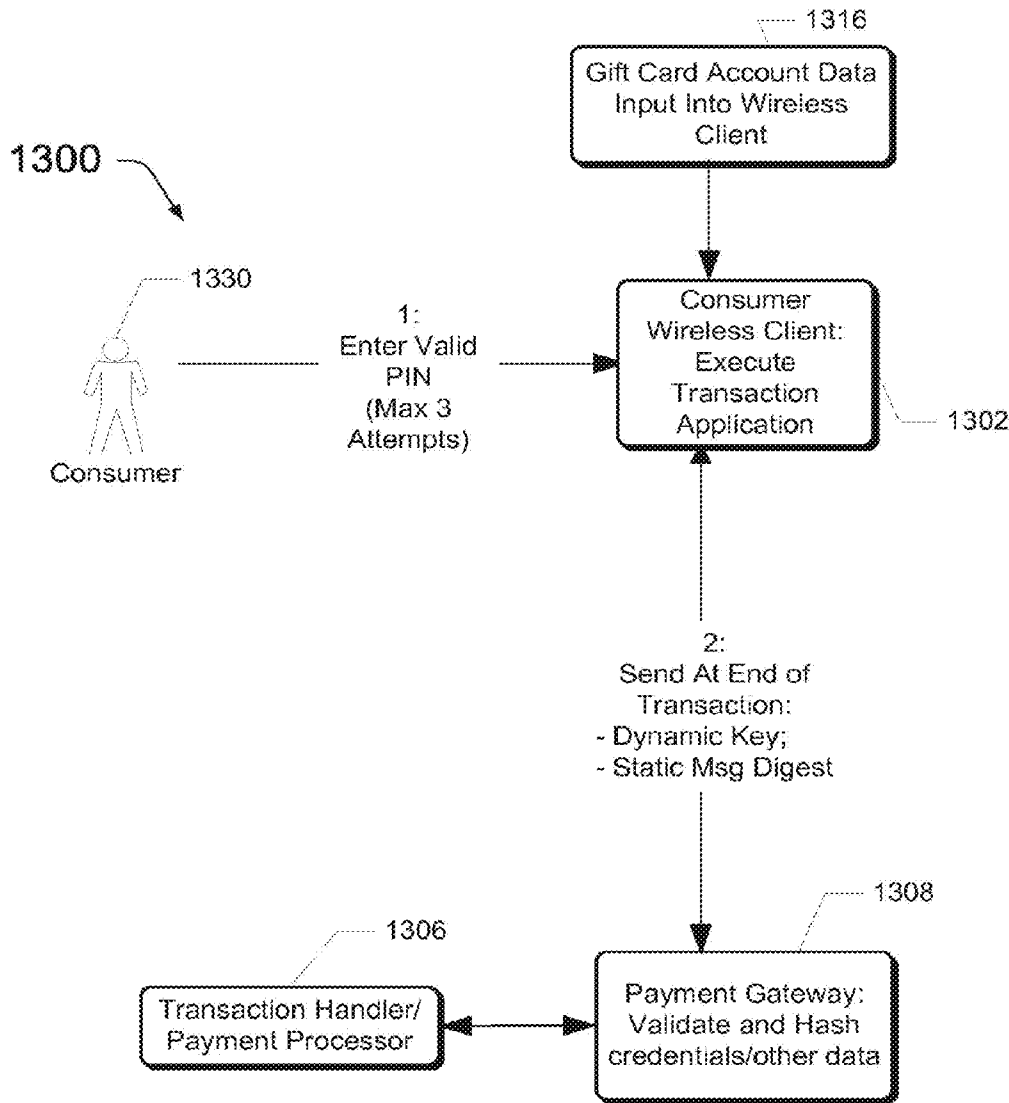 1316
Gift Card Account Data
Input Into Wireless
Client
1300
1330
1:
Enter Valid
PIN
(Max 3
Attempts)
Consumer
Consumer
Wireless Client:
Execute
Transaction
Application
1302
2:
Send At End of
Transaction:
- Dynamic Key;
- Static Msg Digest
1308
1306
Transaction Handler/
Payment Processor
Payment Gateway:
Validate and Hash
credentials/other data